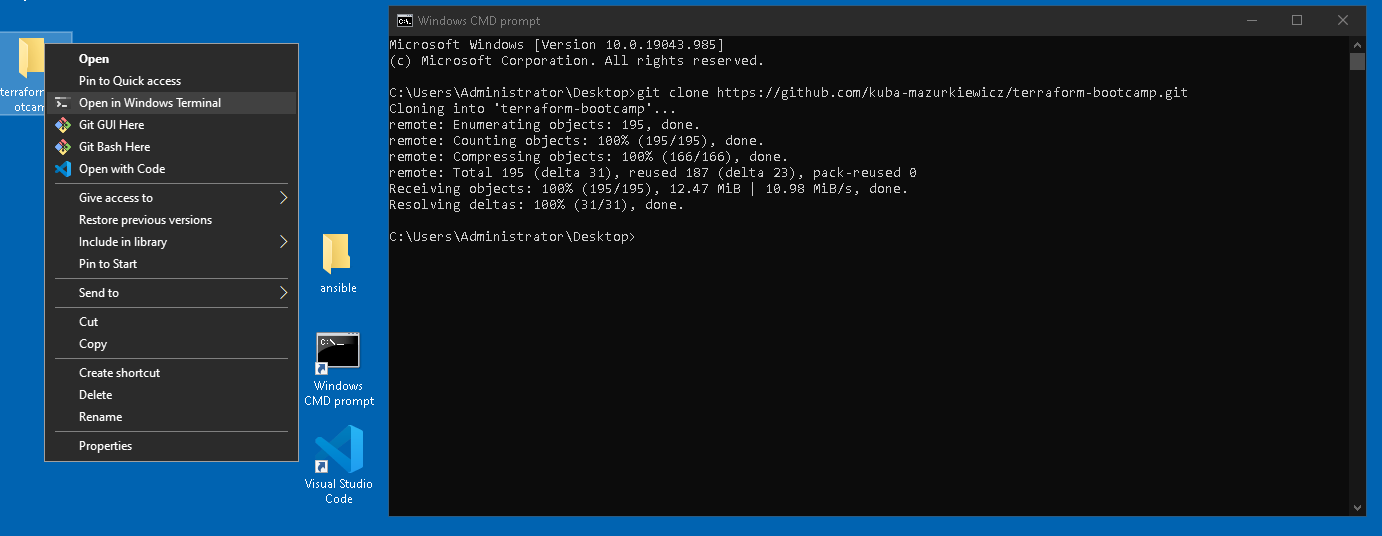 terraform-bo
otcam
Open
Pin to Quick access
Open in Windows Terminal
Git GUI Here
Git Bash Here
Open with Code
Give access to
Restore previous versions
Include in library
Pin to Start
Send to
Cut
Copy
Create shortcut
Delete
Rename
Properties
ansible
Windows
CMD prompt
Visual Studio
Code
Windows CMD prompt
Microsoft Windows [Version 10.0.19043.985]
(c) Microsoft Corporation. All rights reserved.
C:\Users\Administrator\Desktop>git clone https://github.com/kuba-mazurkiewicz/terraform-bootcamp.git
Cloning into 'terraform-bootcamp'...
remote: Enumerating objects: 195, done.
remote: Counting objects: 100% (195/195), done.
remote: Compressing objects: 100% (166/166), done.
remote: Total 195 (delta 31), reused 187 (delta 23), pack-reused 0
Receiving objects: 100% (195/195), 12.47 MiB | 10.98 MiB/s, done.
Resolving deltas: 100% (31/31), done.
C:\Users\Administrator\Desktop>